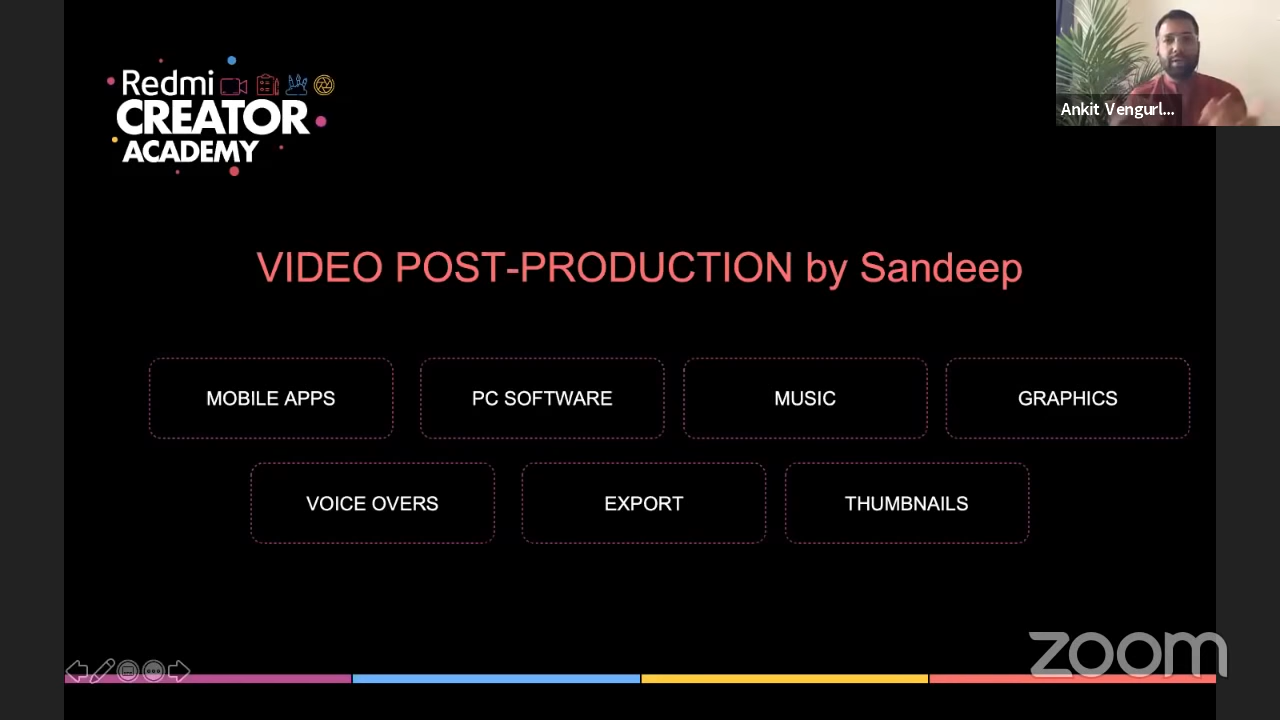 Redmi
CREATOR
ACADEMY
Ankit Vengurl...
VIDEO POST-PRODUCTION by Sandeep
MOBILE APPS
PC SOFTWARE
MUSIC
GRAPHICS
VOICE OVERS
EXPORT
THUMBNAILS
zoom